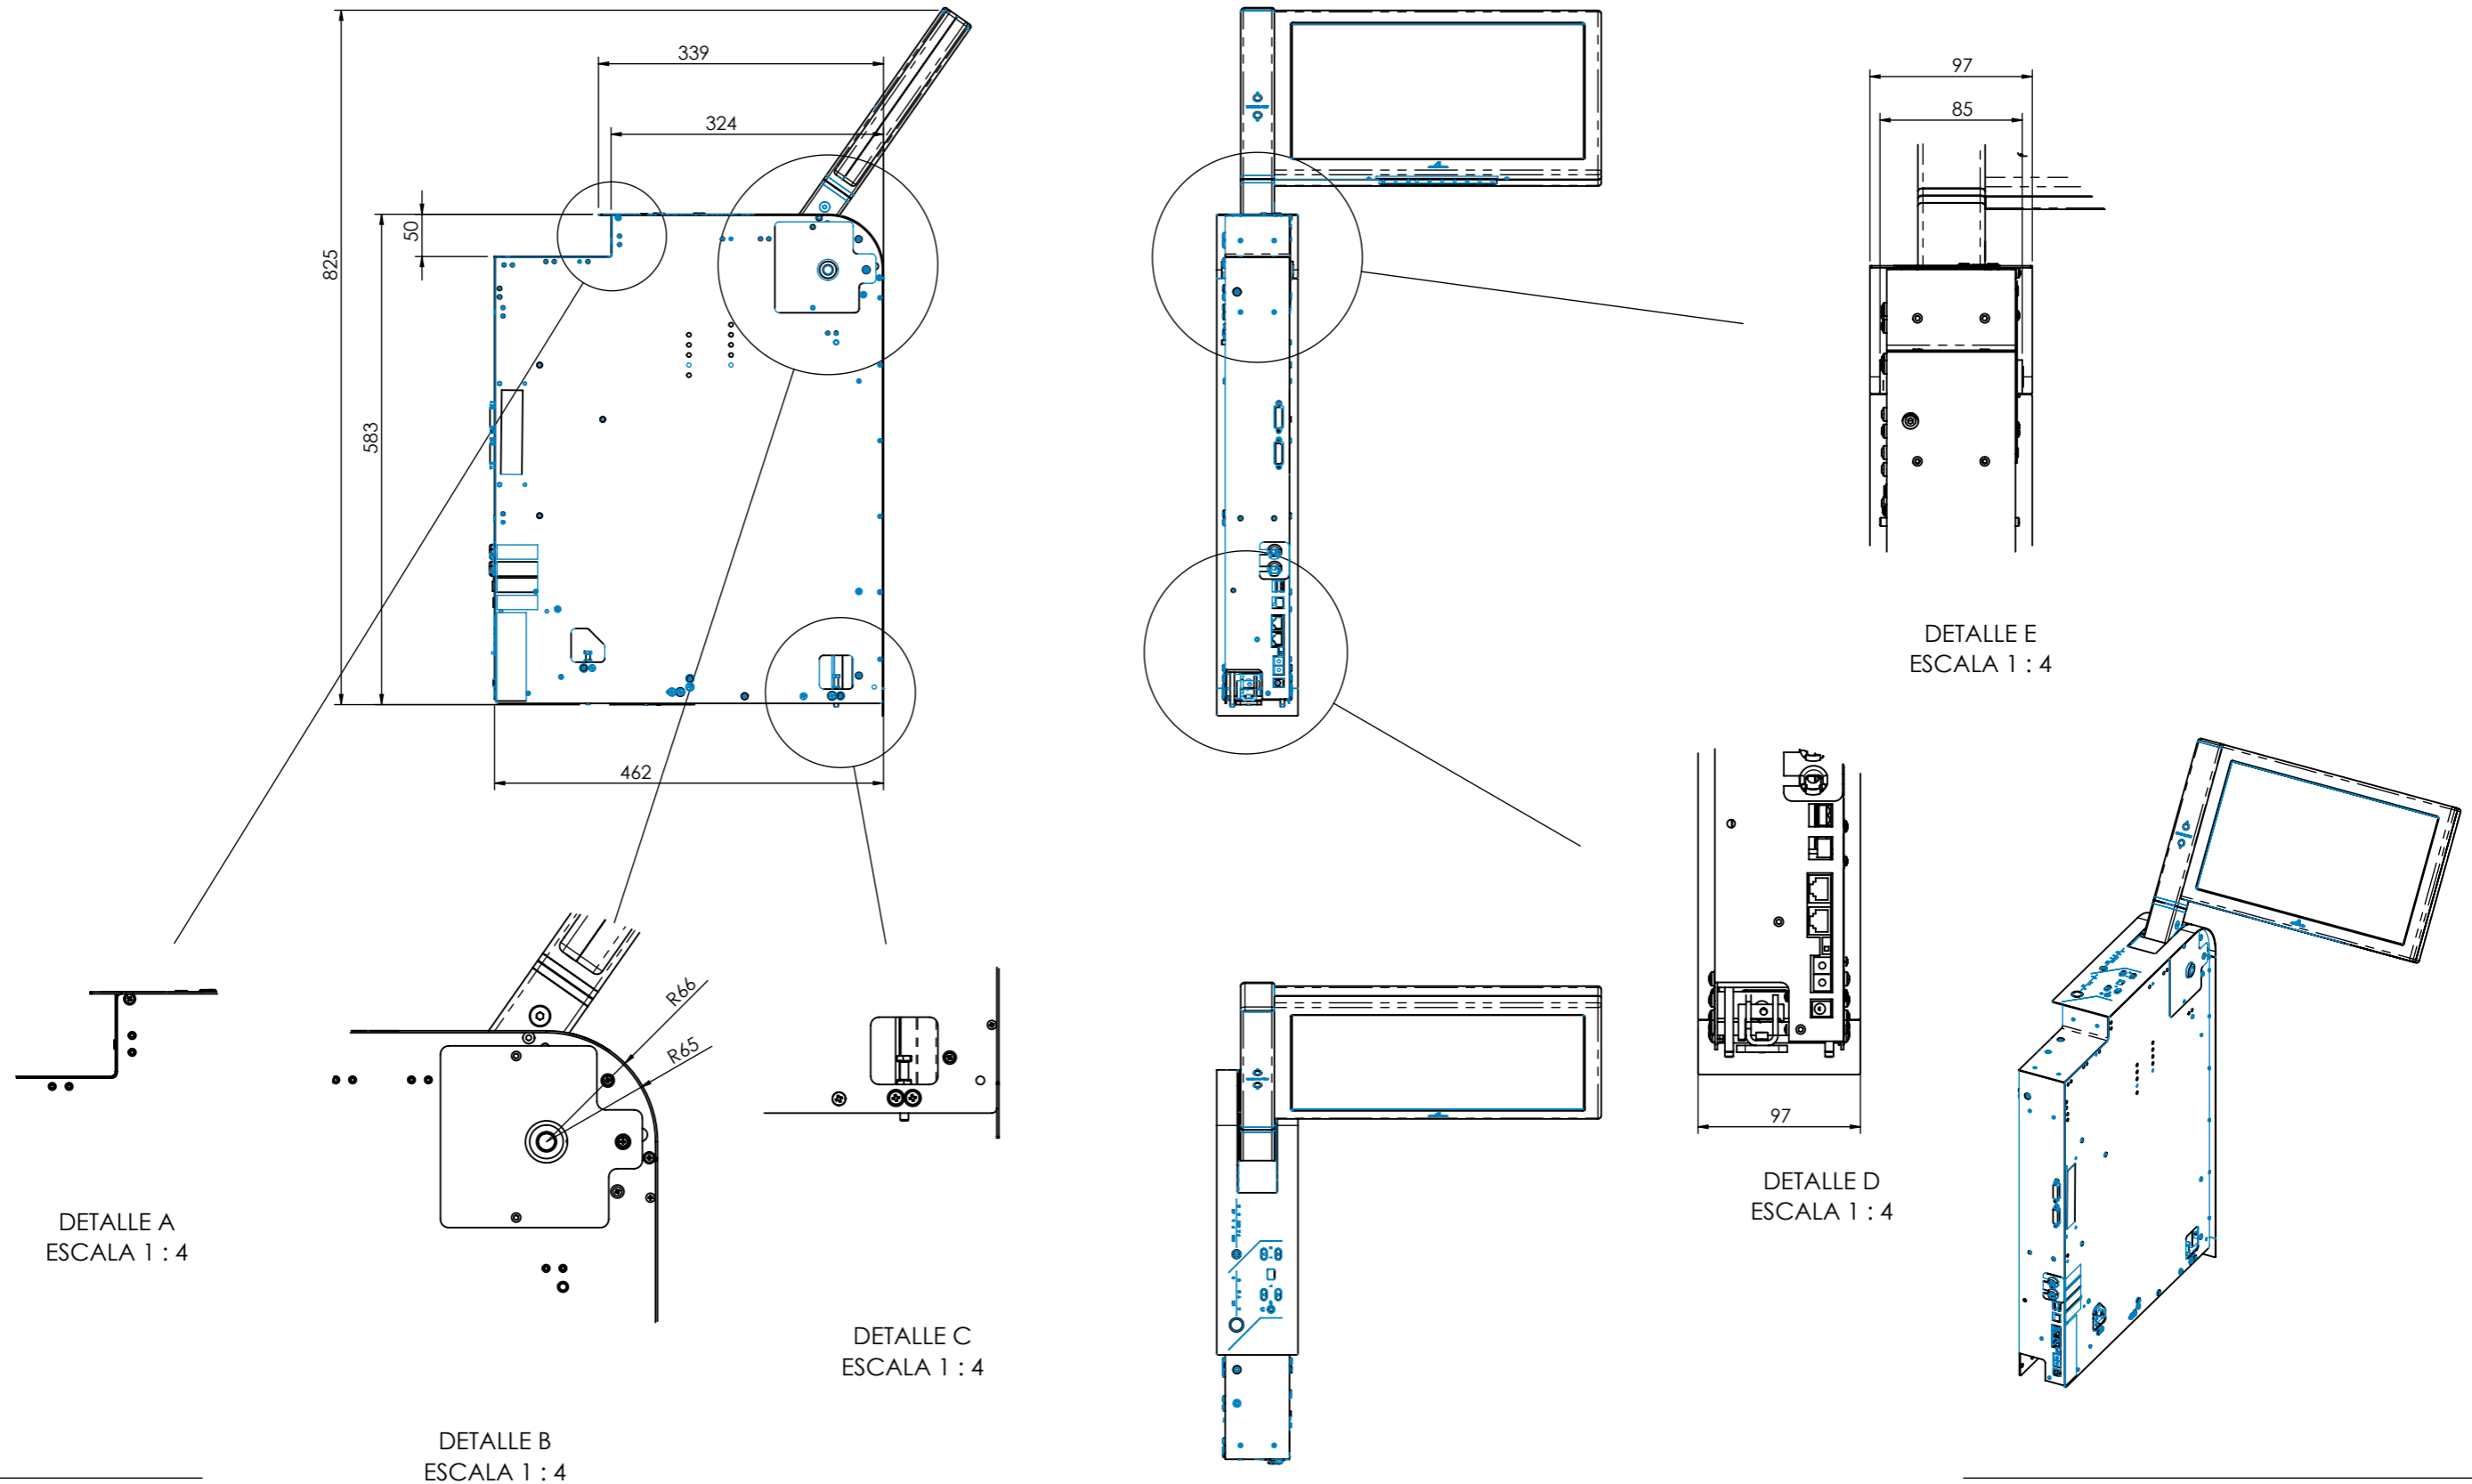 339
324
97
85
50
825
583
462
DETALLE E
ESCALA 1 : 4
R66
R65
97
DETALLE D
ESCALA 1 : 4
DETALLE A
ESCALA 1 : 4
DETALLE C
ESCALA 1 : 4
DETALLE B
ESCALA 1 : 4